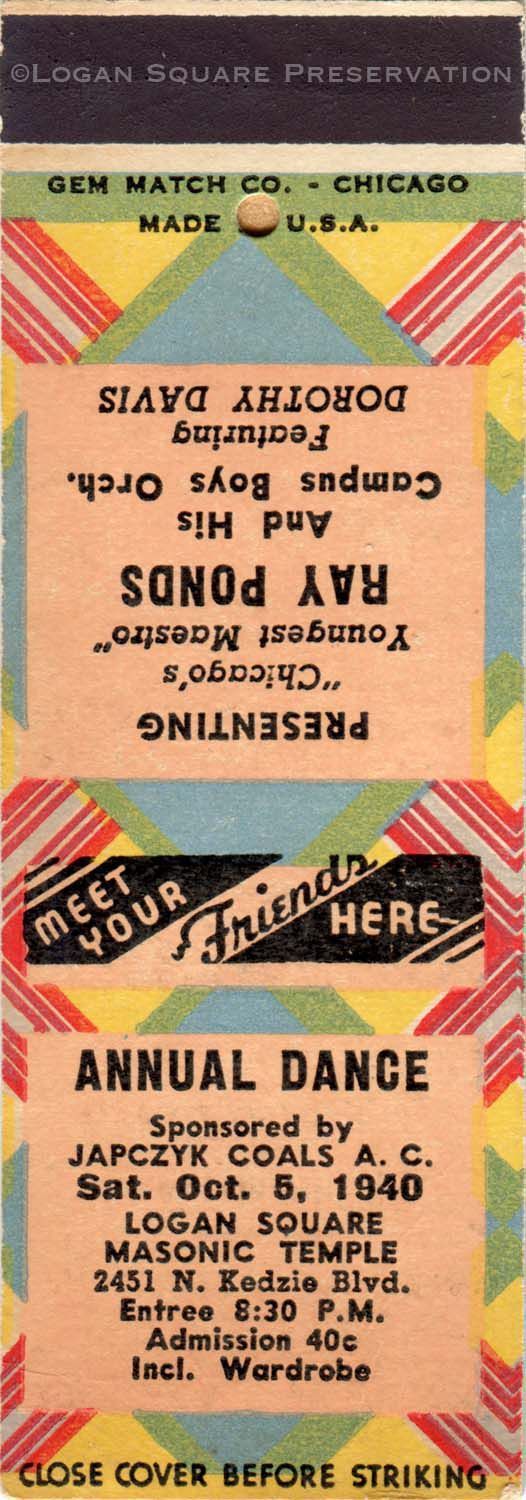 ©LOGAN SQUARE PRESERVATION
GEM MATCH CO. - CHICAGO
MADE U.S.A.
PRESENTING
"Chicago's
Youngest Maestro"
RAY PONDS
And His
Campus Boys Orch.
Featuring
DOROTHY DAVIS
MEET
YOUR
Friends
HERE
ANNUAL DANCE
Sponsored by
JAPCZYK COALS A. C.
Sat. Oct. 5, 1940
LOGAN SQUARE
MASONIC TEMPLE
2451 N. Kedzie Blvd.
Entree 8:30 P.M.
Admission 40c
Incl. Wardrobe
CLOSE COVER BEFORE STRIKING